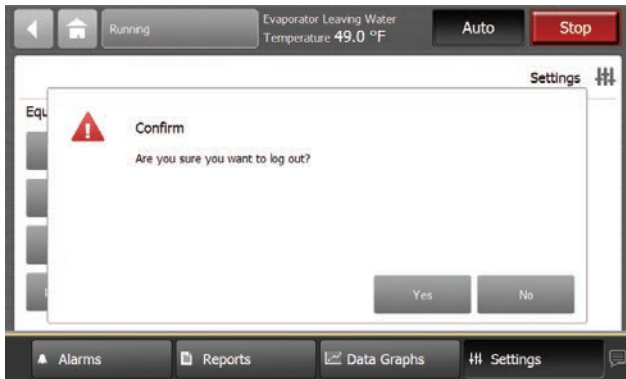 Running
Evaporator Leaving Water
Temperature 49.0 °F
Auto
Stop
Settings
Equ
Confirm
Are you sure you want to log out?
Yes
No
Alarms
Reports
Data Graphs
Settings